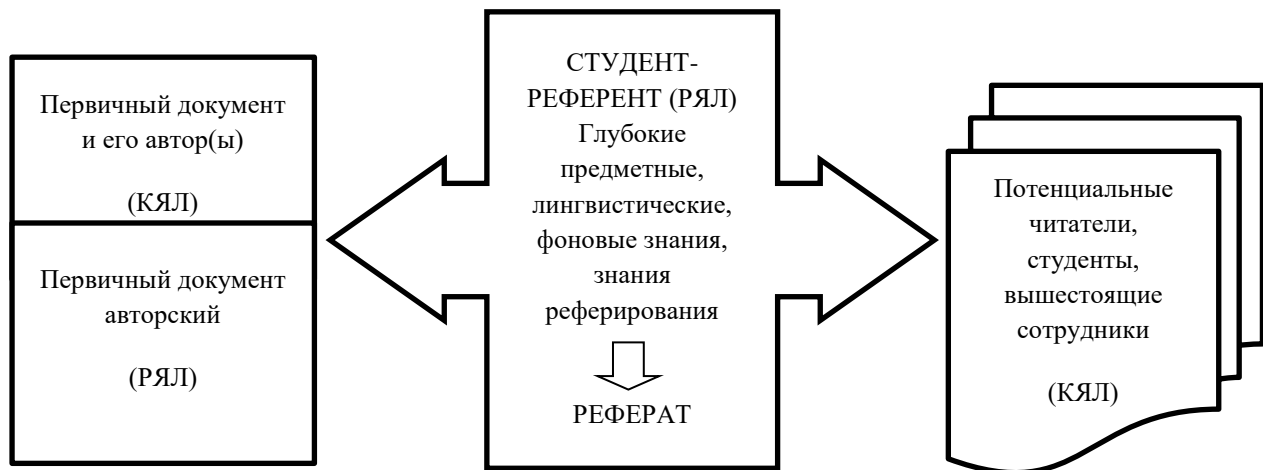 Первичный документ
и его автор(ы)
(КЯЛ)
Первичный документ
авторский
(РЯЛ)
СТУДЕНТ-
РЕФЕРЕНТ (РЯЛ)
Глубокие
предметные,
лингвистические,
фоновые знания,
знания
реферирования
РЕФЕРАТ
Потенциальные
читатели,
студенты,
вышестоящие
сотрудники
(КЯЛ)